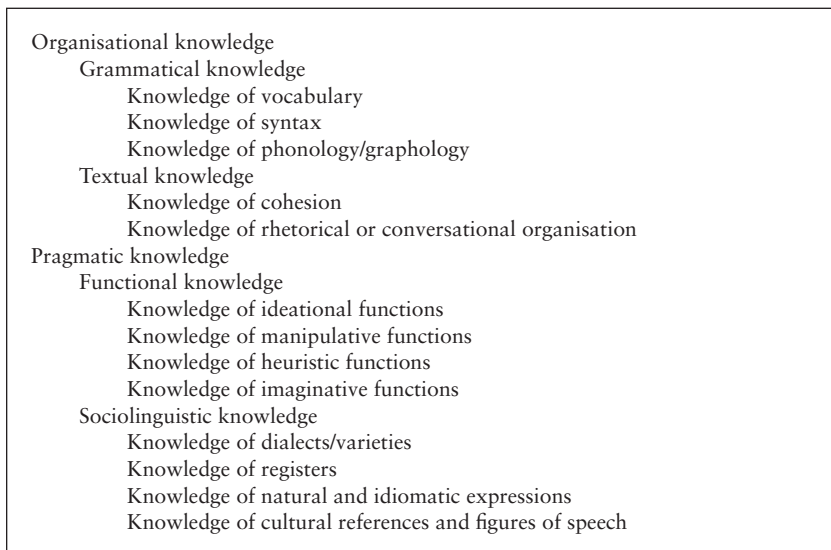 Organisational knowledge
Grammatical knowledge
Knowledge of vocabulary
Knowledge of syntax
Knowledge of phonology/graphology
Textual knowledge
Knowledge of cohesion
Knowledge of rhetorical or conversational organisation
Pragmatic knowledge
Functional knowledge
Knowledge of ideational functions
Knowledge of manipulative functions
Knowledge of heuristic functions
Knowledge of imaginative functions
Sociolinguistic knowledge
Knowledge of dialects/varieties
Knowledge of registers
Knowledge of natural and idiomatic expressions
Knowledge of cultural references and figures of speech